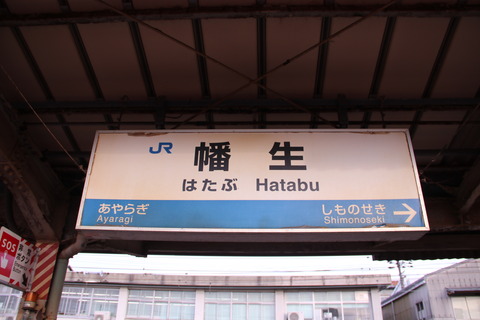 JR 幡生
はたぶ Hatabu
あやらぎ しものせき
Ayaragi Shimonoseki
SOS